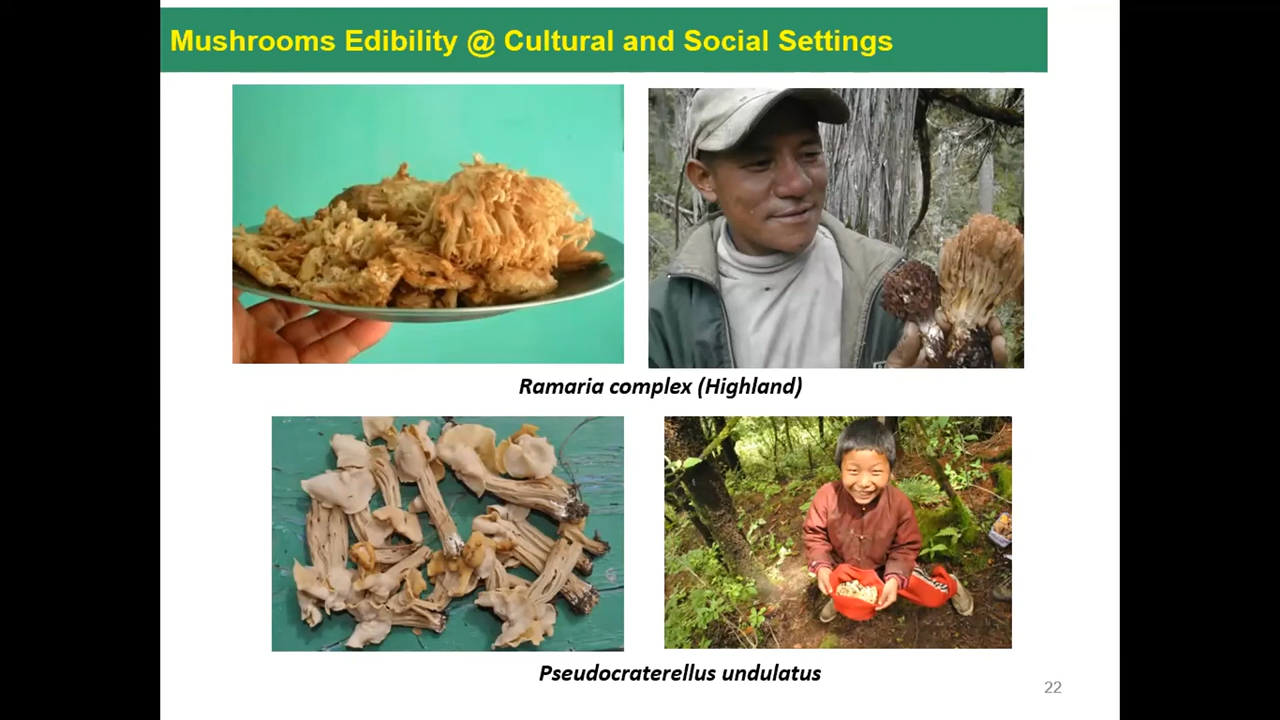 Mushrooms Edibility @ Cultural and Social Settings
Ramaria complex (Highland)
Pseudocraterellus undulatus
22